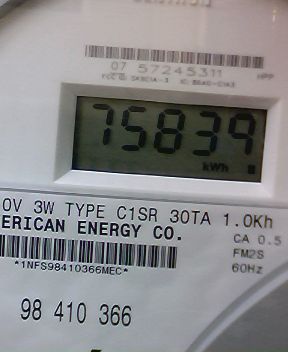 07 57245311
HPP
75839
kWh
0V 3W TYPE C1SR 30TA 1.0Kh
ERICAN ENERGY CO.
CA 0.5
FM2S
60Hz
*1NFS98410366MEC*
98 410 366